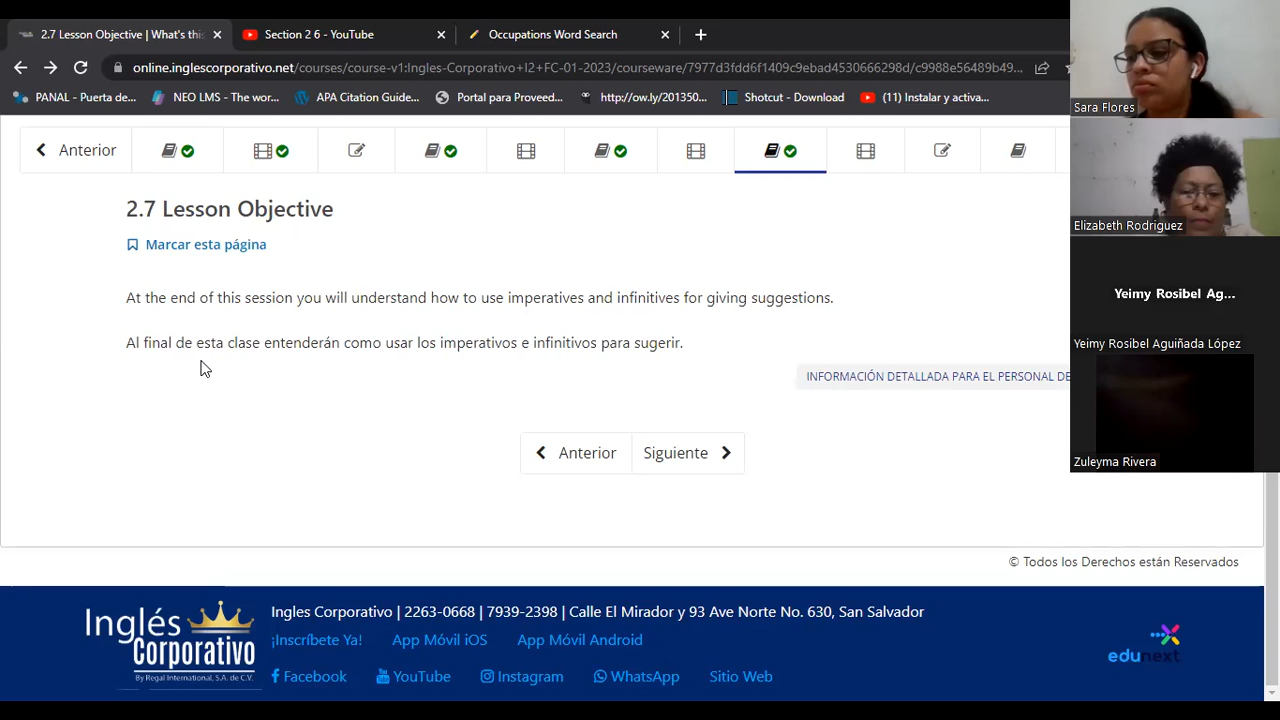 2.7 Lesson Objective | What's this
Section 2 6 - YouTube
Occupations Word Search
online.inglescorporativo.net/courses/course-v1:Ingles-Corporativo+I2+FC-01-2023/courseware/7977d3fdd6f1409c9ebad4530666298d/c9988e56489b49...
PANAL - Puerta de...
NEO LMS - The wor...
APA Citation Guide...
Portal para Proveed...
http://ow.ly/201350...
Shotcut - Download
(11) Instalar y activa...
Anterior
2.7 Lesson Objective
Marcar esta página
At the end of this session you will understand how to use imperatives and infinitives for giving suggestions.
Al final de esta clase entenderán como usar los imperativos e infinitivos para sugerir.
INFORMACIÓN DETALLADA PARA EL PERSONAL DE
Anterior
Siguiente
© Todos los Derechos están Reservados
Inglés
Corporativo
By Regal International, S.A. de C.V.
Ingles Corporativo | 2263-0668 | 7939-2398 | Calle El Mirador y 93 Ave Norte No. 630, San Salvador
¡Inscríbete Ya!
App Móvil iOS
App Móvil Android
Facebook
YouTube
Instagram
WhatsApp
Sitio Web
edunext
Sara Flores
Elizabeth Rodriguez
Yeimy Rosibel Ag...
Yeimy Rosibel Aguiñada López
Zuleyma Rivera